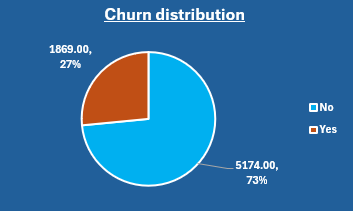 Churn distribution
1869.00,
27%
No
Yes
5174.00,
73%